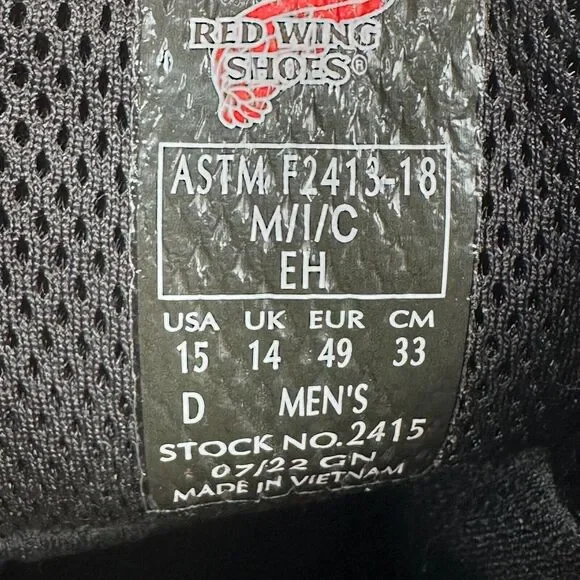 RED WING
SHOES®
ASTM F2413-18
M/I/C
EH
USA UK EUR CM
15 14 49 33
D MEN'S
STOCK NO.2415
07/22 GN
MADE IN VIETNAM